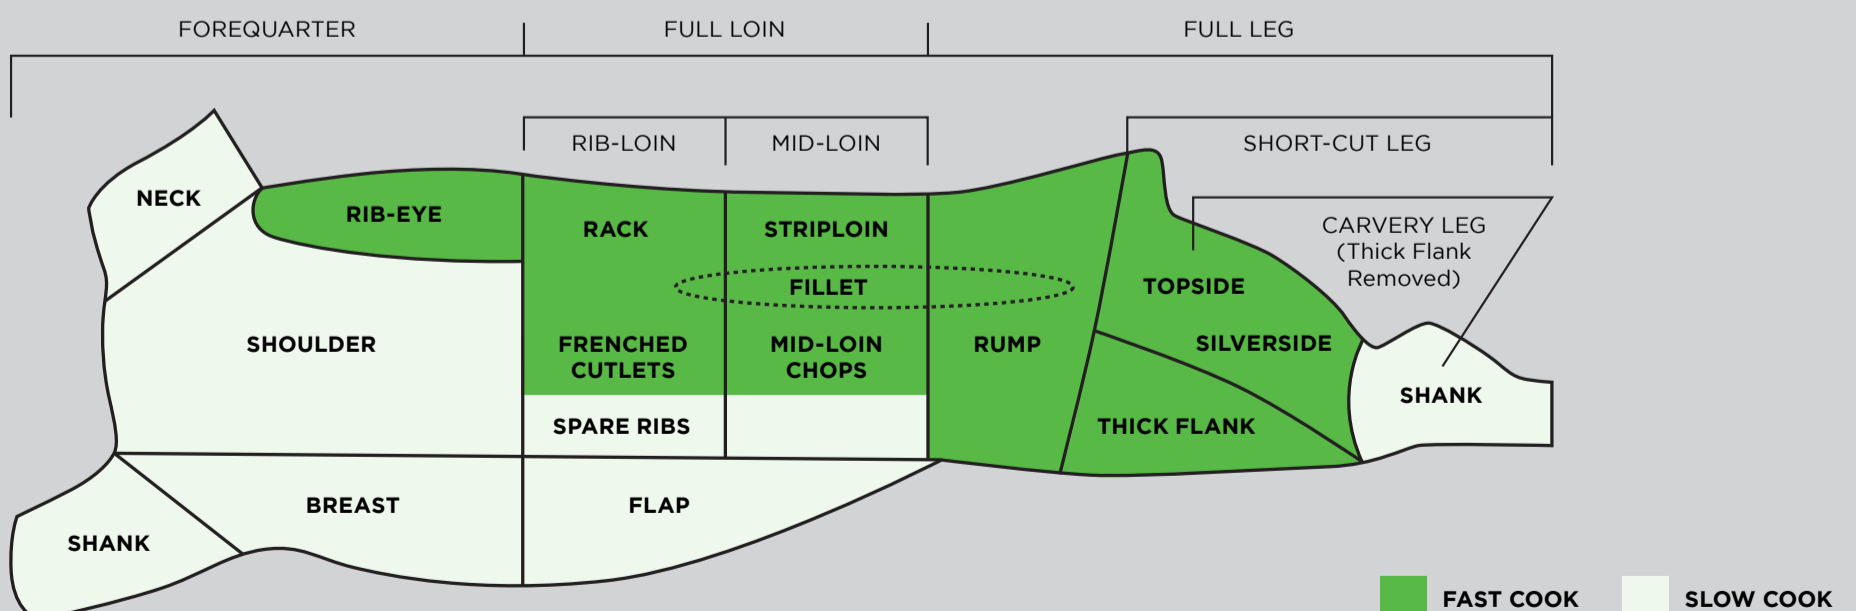 FOREQUARTER
FULL LOIN
FULL LEG
RIB-LOIN
MID-LOIN
SHORT-CUT LEG
NECK
RIB-EYE
RACK
STRIPLOIN
CARVERY LEG
(Thick Flank
Removed)
FILLET
TOPSIDE
SHOULDER
FRENCHED
CUTLETS
MID-LOIN
CHOPS
RUMP
SILVERSIDE
SHANK
SPARE RIBS
THICK FLANK
BREAST
FLAP
SHANK
FAST COOK
SLOW COOK